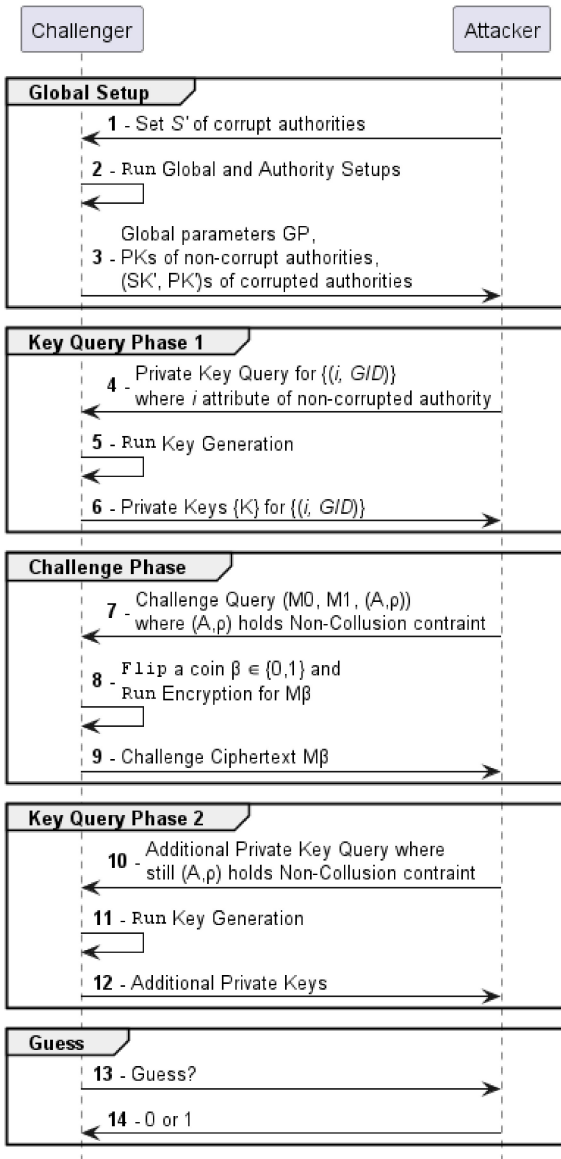 Challenger
Attacker
Global Setup
1 - Set S' of corrupt authorities
2 - Run Global and Authority Setups
Global parameters GP,
3 - PKs of non-corrupt authorities,
(SK', PK')s of corrupted authorities
Key Query Phase 1
Private Key Query for {(i, GID)}
4 -
where i attribute of non-corrupted authority
5 - Run Key Generation
6 - Private Keys {K} for {(i, GID)}
Challenge Phase
Challenge Query (M0, M1, (A,ρ))
7 -
where (A,ρ) holds Non-Collusion contraint
Flip a coin β ∈ {0,1} and
8 -
Run Encryption for Mβ
9 - Challenge Ciphertext Mβ
Key Query Phase 2
Additional Private Key Query where
10 -
still (A,ρ) holds Non-Collusion contraint
11 - Run Key Generation
12 - Additional Private Keys
Guess
13 - Guess?
14 - 0 or 1